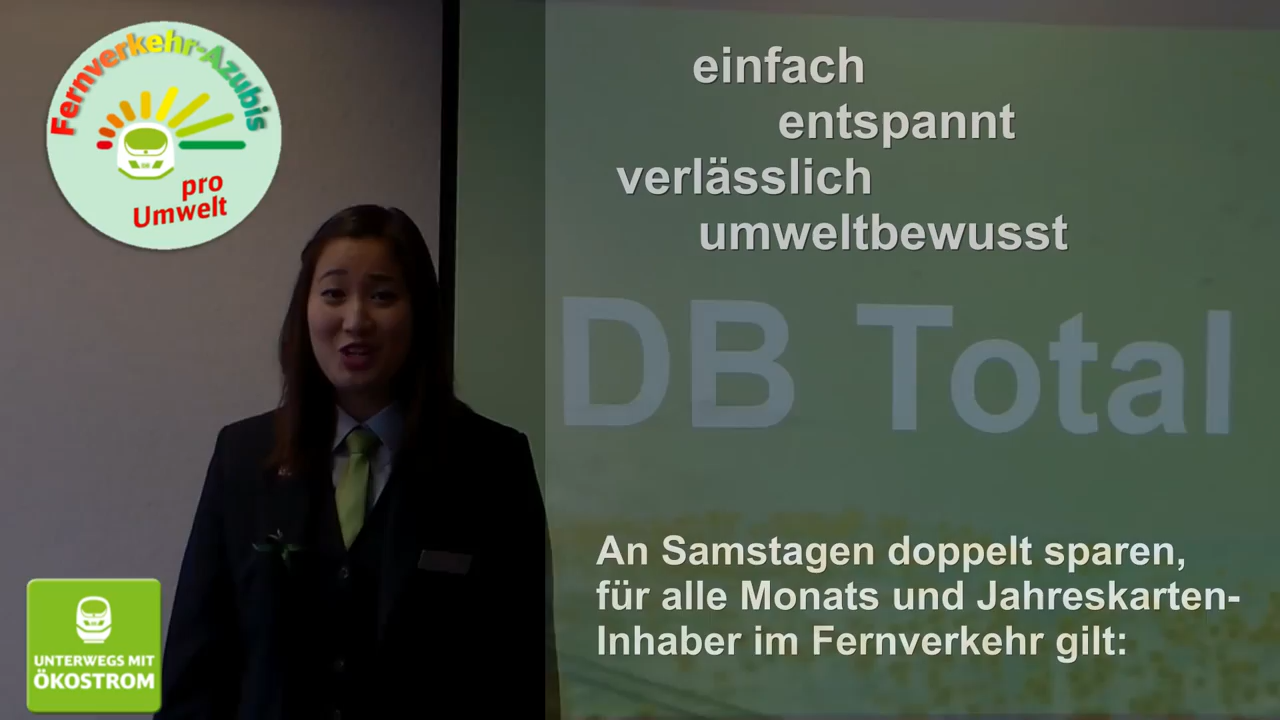 Fernverkehr-Azubis
pro
Umwelt
einfach
entspannt
verlässlich
umweltbewusst
DB Total
An Samstagen doppelt sparen,
für alle Monats und Jahreskarten-
Inhaber im Fernverkehr gilt:
UNTERWEGS MIT
ÖKOSTROM